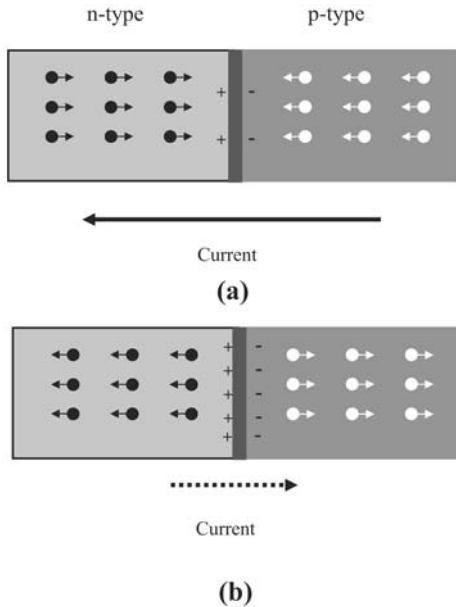 n-type p-type
+ -
+ -
Current
(a)
+ -
+ -
+ -
+ -
+ -
Current
(b)